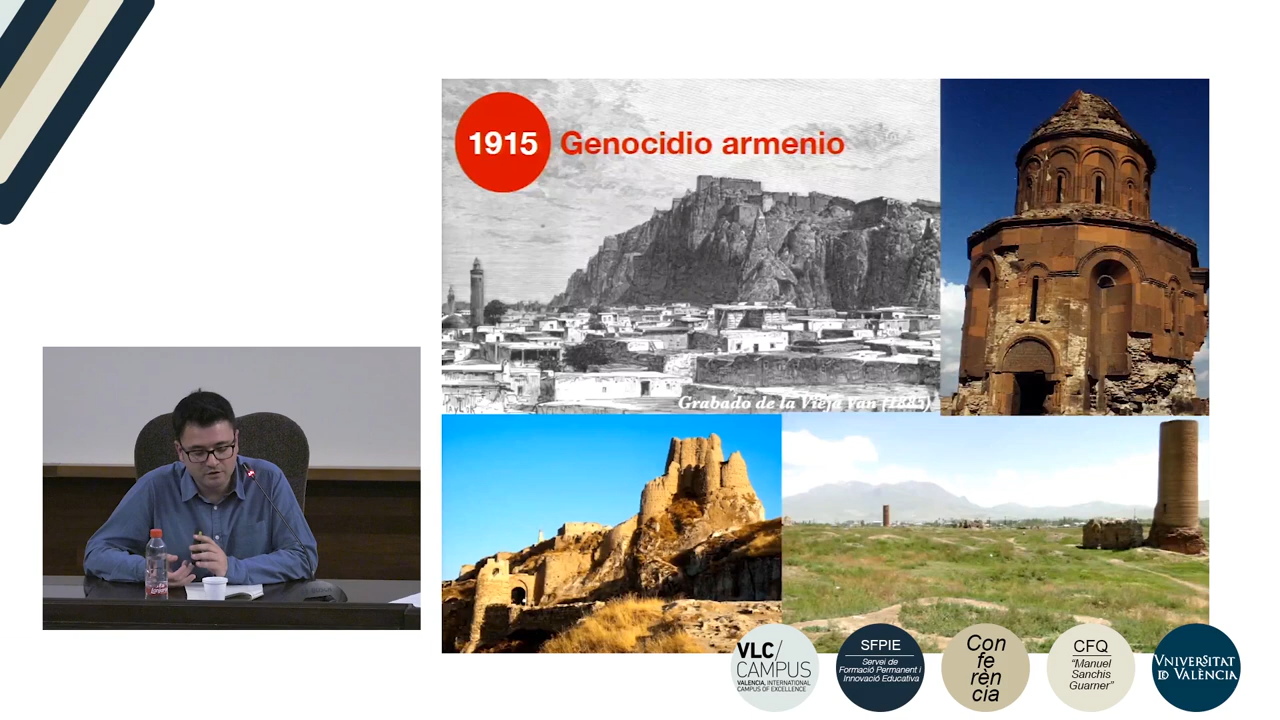 1915 Genocidio armenio
Grabado de la Vieja Van (1885)
VLC/
CAMPUS
VALENCIA, INTERNATIONAL
CAMPUS OF EXCELLENCE
SFPIE
Servei de
Formació Permanent i
Innovació Educativa
Con
fe
rèn
cia
CFQ
“Manuel
Sanchis
Guarner”
VNIVERSITAT
ID VALÈNCIA